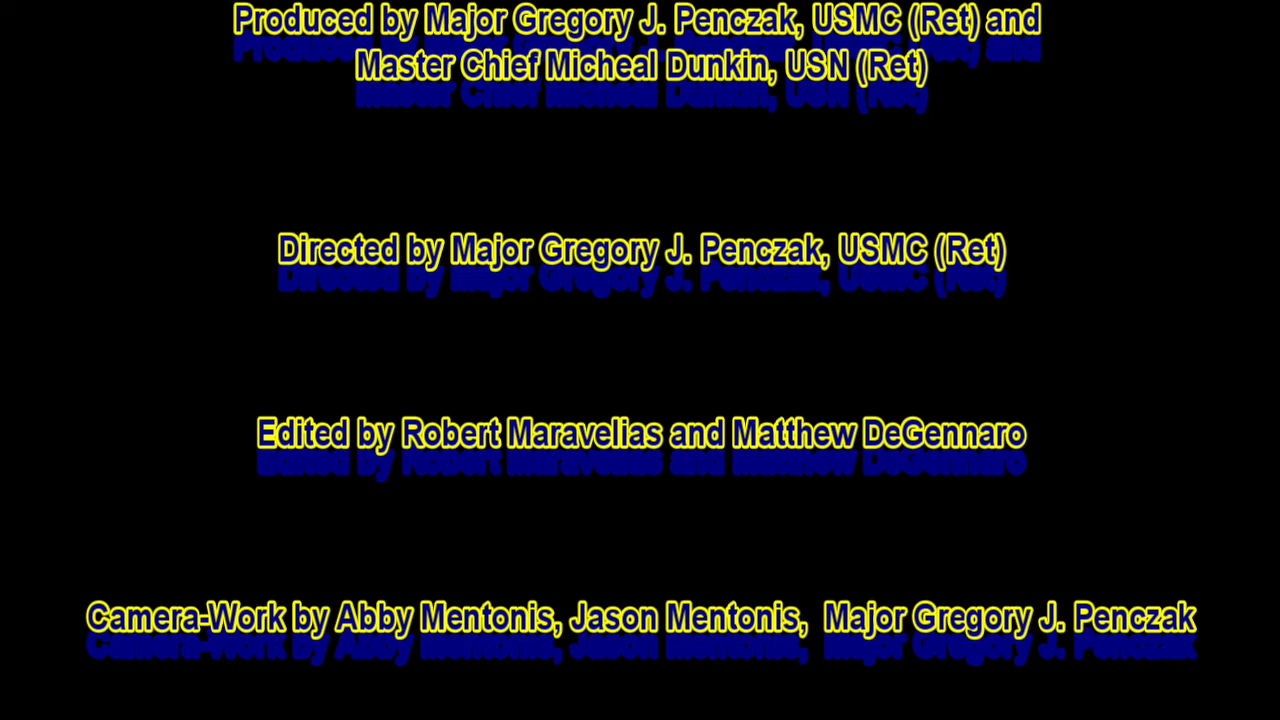 Produced by Major Gregory J. Penczak, USMC (Ret) and
Master Chief Micheal Dunkin, USN (Ret)
Directed by Major Gregory J. Penczak, USMC (Ret)
Edited by Robert Maravelias and Matthew DeGennaro
Camera-Work by Abby Mentonis, Jason Mentonis,  Major Gregory J. Penczak